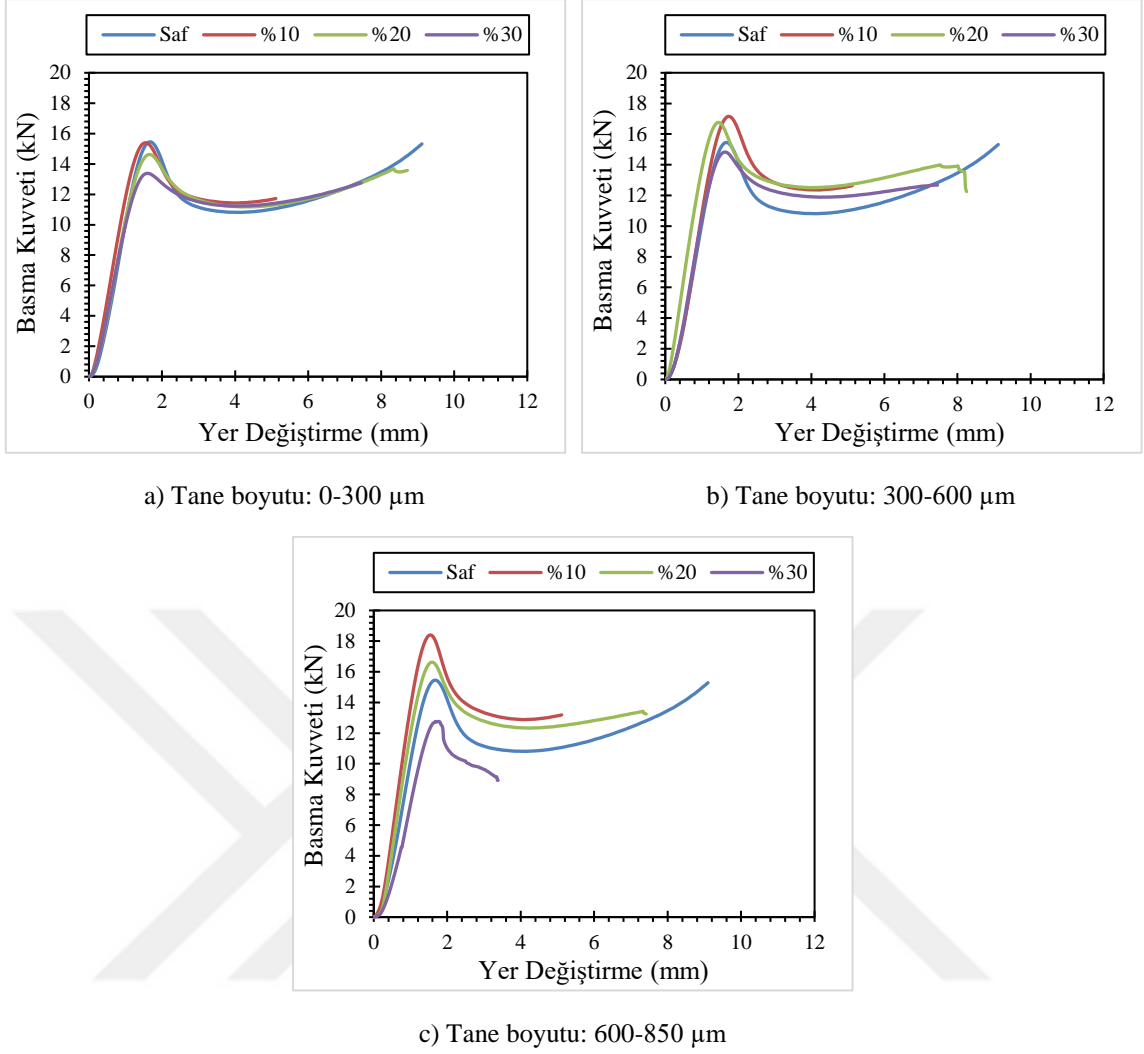 Saf %10 %20 %30
Basma Kuvveti (kN)
20
18
16
14
12
10
8
6
4
2
0
0 2 4 6 8 10 12
Yer Değiştirme (mm)
a) Tane boyutu: 0-300 µm
Saf %10 %20 %30
Basma Kuvveti (kN)
20
18
16
14
12
10
8
6
4
2
0
0 2 4 6 8 10 12
Yer Değiştirme (mm)
b) Tane boyutu: 300-600 µm
Saf %10 %20 %30
Basma Kuvveti (kN)
20
18
16
14
12
10
8
6
4
2
0
0 2 4 6 8 10 12
Yer Değiştirme (mm)
c) Tane boyutu: 600-850 µm